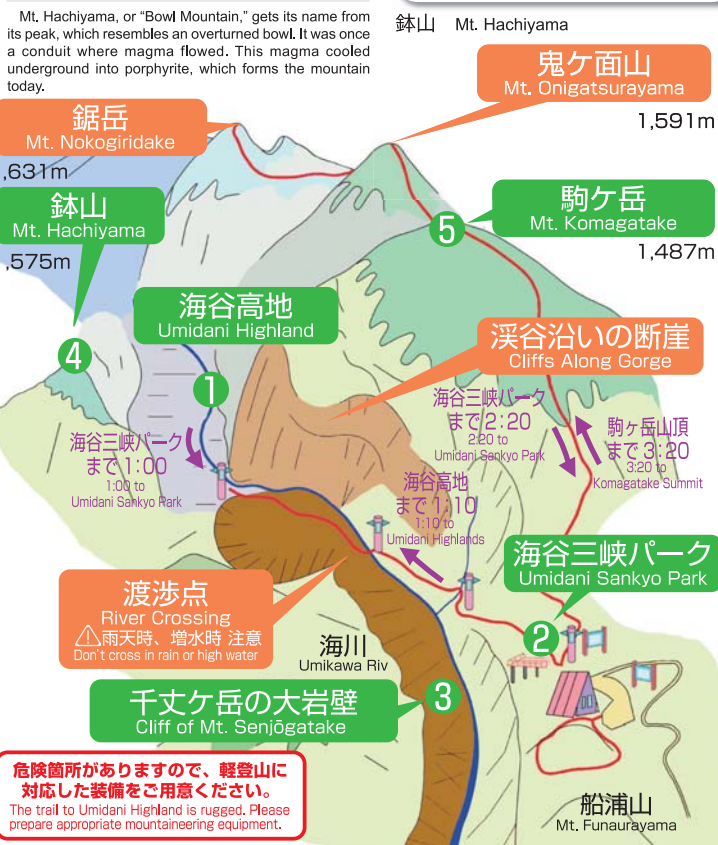 Mt. Hachiyama, or “Bowl Mountain,” gets its name from
its peak, which resembles an overturned bowl. It was once
a conduit where magma flowed. This magma cooled
underground into porphyrite, which forms the mountain
today.
鉢山 Mt. Hachiyama
鬼ケ面山
Mt. Onigatsurayama
1,591m
鋸岳
Mt. Nokogiridake
,631m
鉢山
Mt. Hachiyama
,575m
駒ケ岳
Mt. Komagatake
1,487m
5
海谷高地
Umidani Highland
4
1
渓谷沿いの断崖
Cliffs Along Gorge
海谷三峡パーク
まで2:20
2:20 to
Umidani Sankyo Park
駒ヶ岳山頂
まで3:20
3:20 to
Komagatake Summit
海谷三峡パーク
まで1:00
1:00 to
Umidani Sankyo Park
海谷高地
まで1:10
1:10 to
Umidani Highlands
海谷三峡パーク
Umidani Sankyo Park
2
渡渉点
River Crossing
⚠雨天時、増水時 注意
Don't cross in rain or high water
海川
Umikawa Riv
3
千丈ケ岳の大岩壁
Cliff of Mt. Senjōgatake
危険箇所がありますので、軽登山に
対応した装備をご用意ください。
The trail to Umidani Highland is rugged. Please
prepare appropriate mountaineering equipment.
船浦山
Mt. Funaurayama